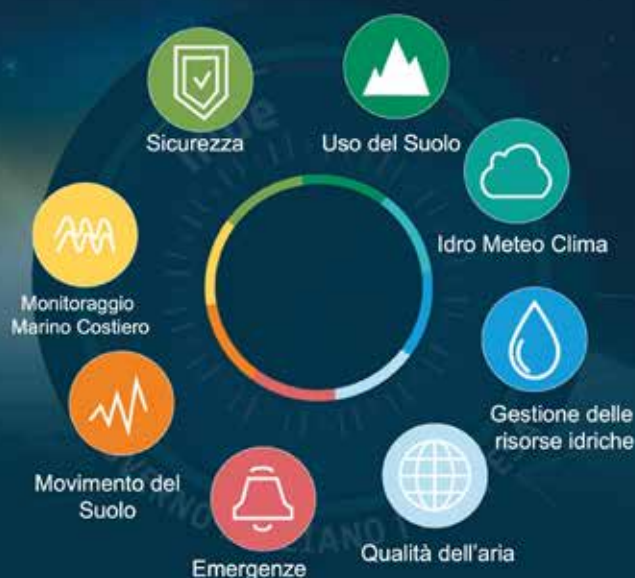 Sicurezza
Uso del Suolo
Idro Meteo Clima
Gestione delle
risorse idriche
Qualità dell'aria
Emergenze
Movimento del
Suolo
Monitoraggio
Marino Costiero